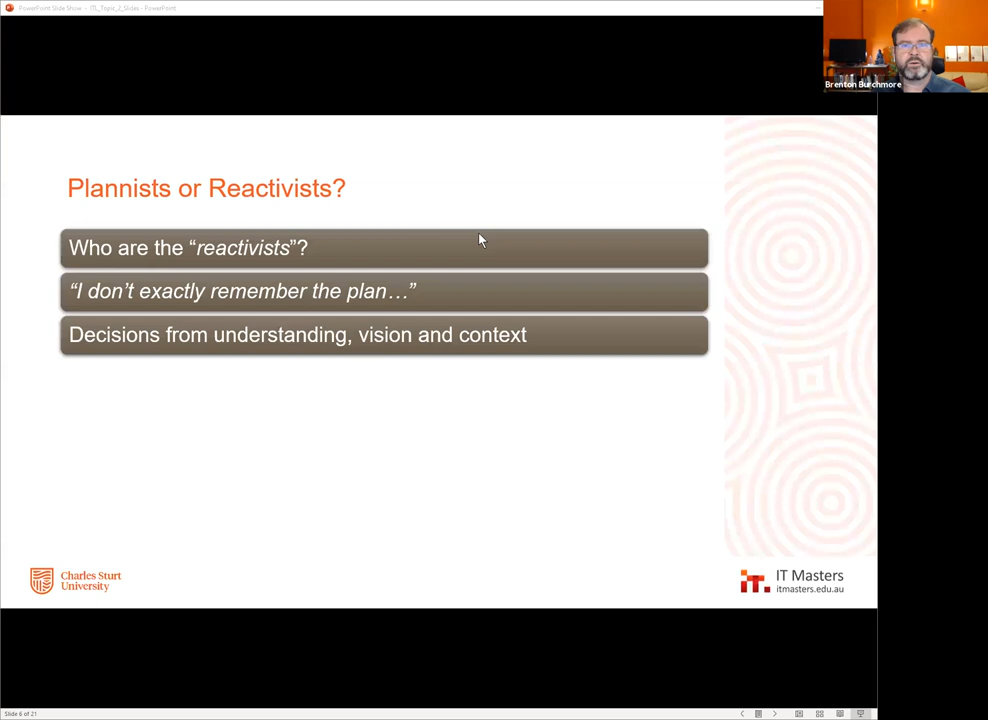 PowerPoint Slide Show - ITL_Topic_2_Slides - PowerPoint
Brenton Burchmore
Plannists or Reactivists?
Who are the “reactivists”?
“I don’t exactly remember the plan…”
Decisions from understanding, vision and context
Charles Sturt
University
IT Masters
itmasters.edu.au
Slide 6 of 21